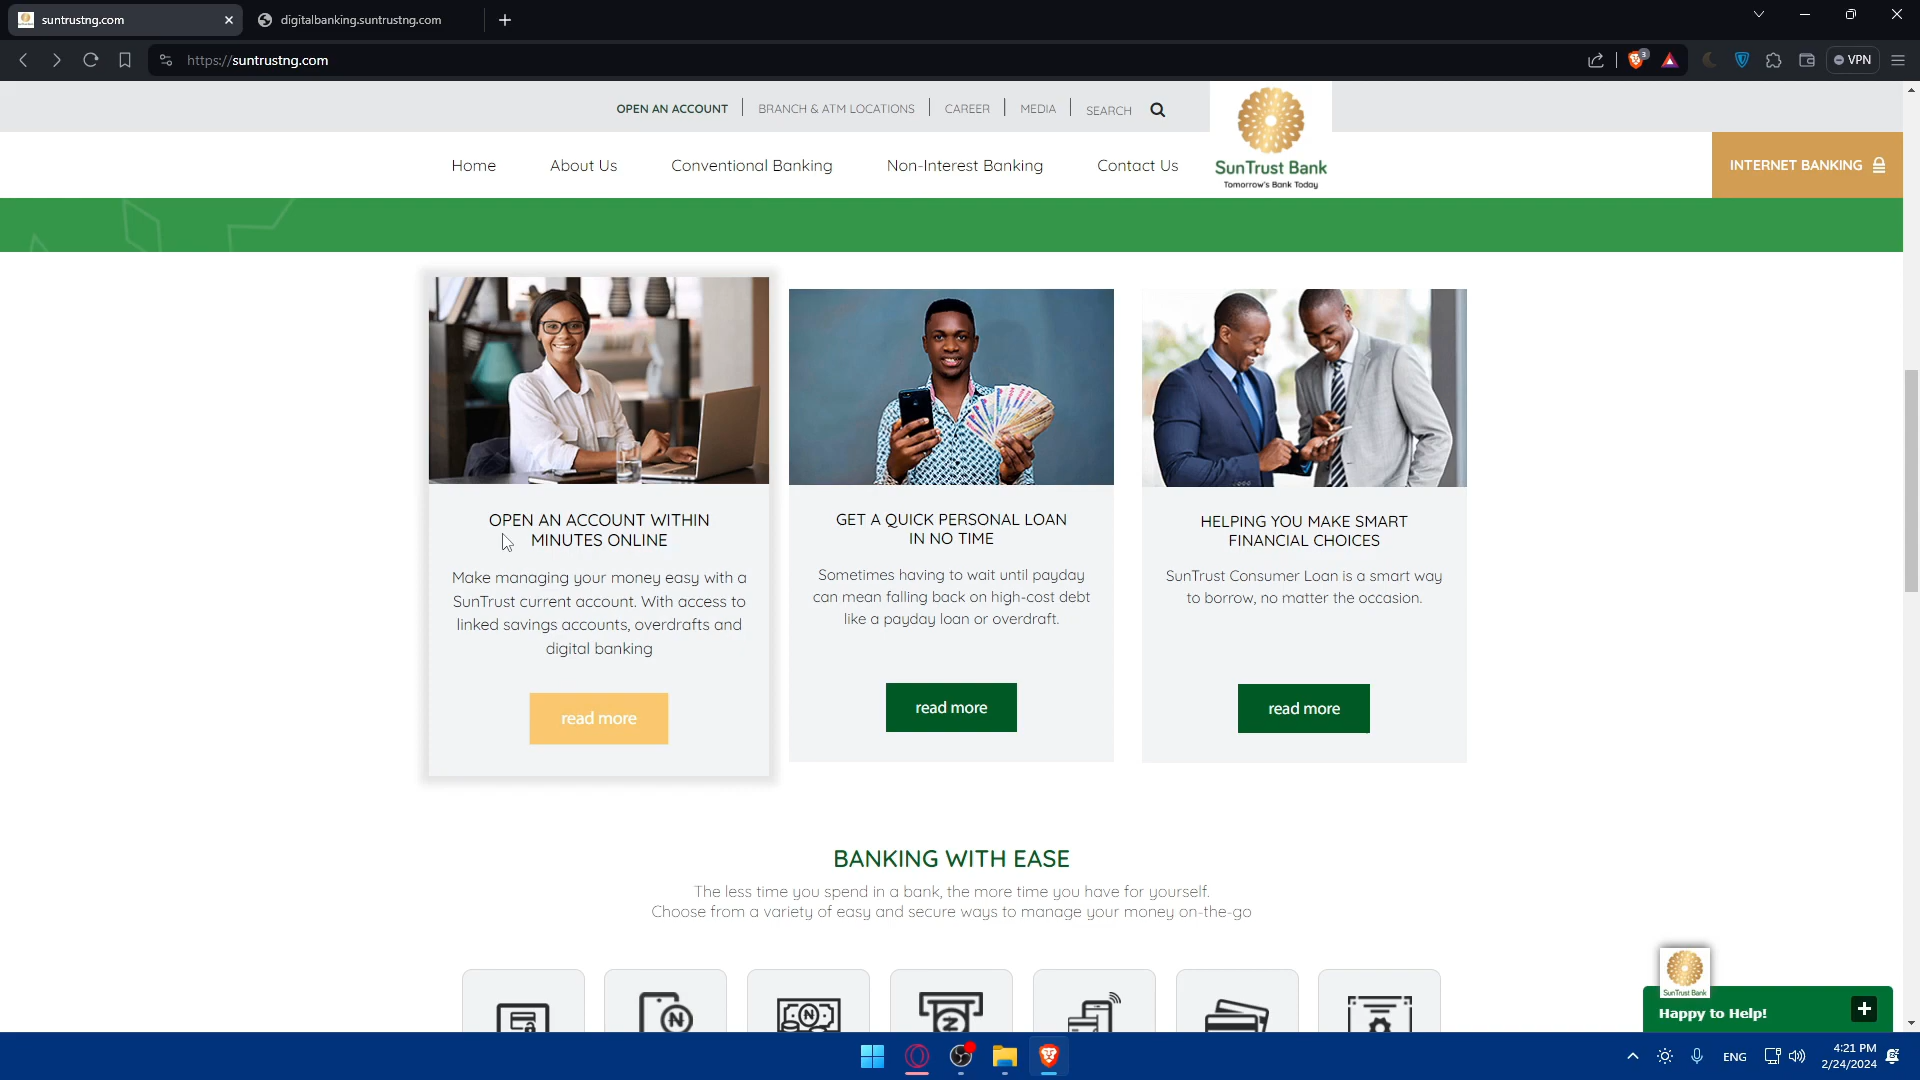 suntrustng.com
digitalbanking.suntrustng.com
https://suntrustng.com
3
VPN
OPEN AN ACCOUNT
BRANCH & ATM LOCATIONS
CAREER
MEDIA
SEARCH
Home
About Us
Conventional Banking
Non-Interest Banking
Contact Us
SunTrust Bank
Tomorrow's Bank Today
INTERNET BANKING
OPEN AN ACCOUNT WITHIN
MINUTES ONLINE
Make managing your money easy with a
SunTrust current account. With access to
linked savings accounts, overdrafts and
digital banking
read more
GET A QUICK PERSONAL LOAN
IN NO TIME
Sometimes having to wait until payday
can mean falling back on high-cost debt
like a payday loan or overdraft.
read more
HELPING YOU MAKE SMART
FINANCIAL CHOICES
SunTrust Consumer Loan is a smart way
to borrow, no matter the occasion.
read more
BANKING WITH EASE
The less time you spend in a bank, the more time you have for yourself.
Choose from a variety of easy and secure ways to manage your money on-the-go
SunTrust Bank
Happy to Help!
ENG
4:21 PM
2/24/2024